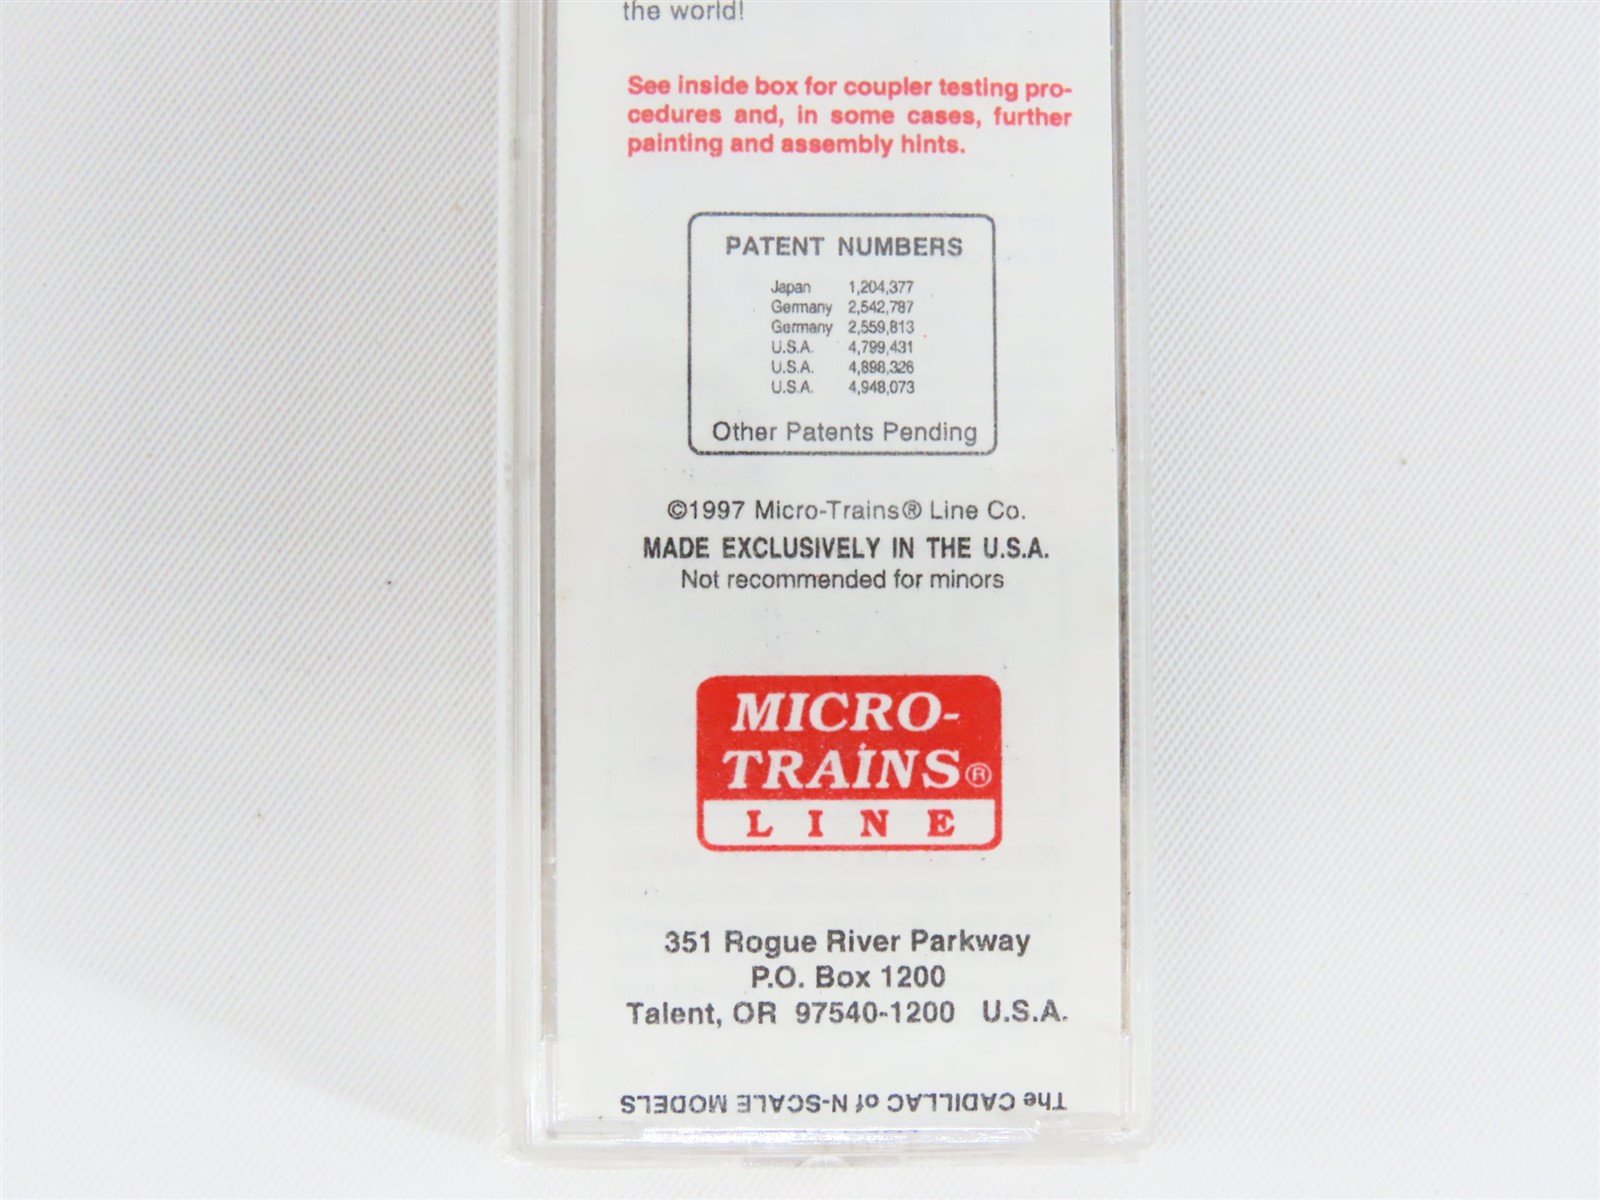 the world!
See inside box for coupler testing pro-
cedures and, in some cases, further
painting and assembly hints.
PATENT NUMBERS
Japan 1,204,377
Germany 2,542,787
Germany 2,559,813
U.S.A. 4,799,431
U.S.A. 4,898,326
U.S.A. 4,948,073
Other Patents Pending
©1997 Micro-Trains® Line Co.
MADE EXCLUSIVELY IN THE U.S.A.
Not recommended for minors
MICRO-
TRAINS®
LINE
351 Rogue River Parkway
P.O. Box 1200
Talent, OR 97540-1200 U.S.A.
The CADILLAC of N-SCALE MODELS